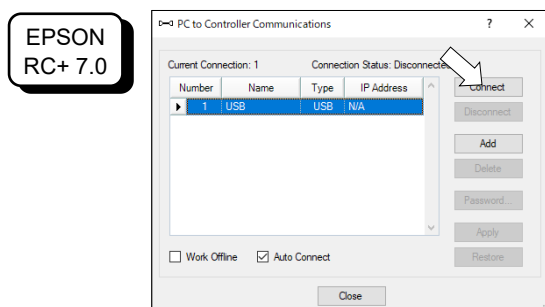 EPSON
RC+ 7.0
PC to Controller Communications
Current Connection: 1 Connection Status: Disconnected
Number Name Type IP Address
1 USB USB N/A
Connect
Disconnect
Add
Delete
Password...
Apply
Restore
Work Offline Auto Connect
Close